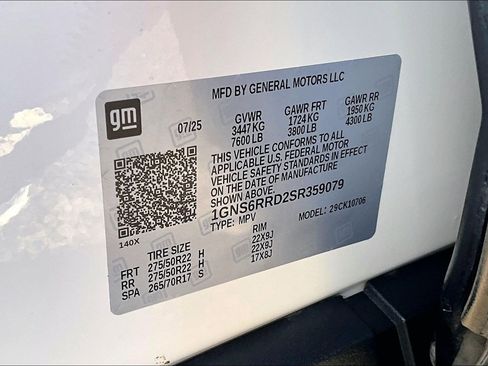 MFD BY GENERAL MOTORS LLC
gm
07/25
GVWR GAWR FRT GAWR RR
3447 KG 1724 KG 1950 KG
7600 LB 3800 LB 4300 LB
THIS VEHICLE CONFORMS TO ALL
APPLICABLE U.S. FEDERAL MOTOR
VEHICLE SAFETY STANDARDS IN EFFECT
ON THE DATE OF MANUFACTURE
SHOWN ABOVE.
1GNS6RRD2SR359079
TYPE: MPV MODEL: 29CK10706
140X
TIRE SIZE RIM
FRT 275/50R22 H 22X9J
RR 275/50R22 H 22X9J
SPA 265/70R17 S 17X8J